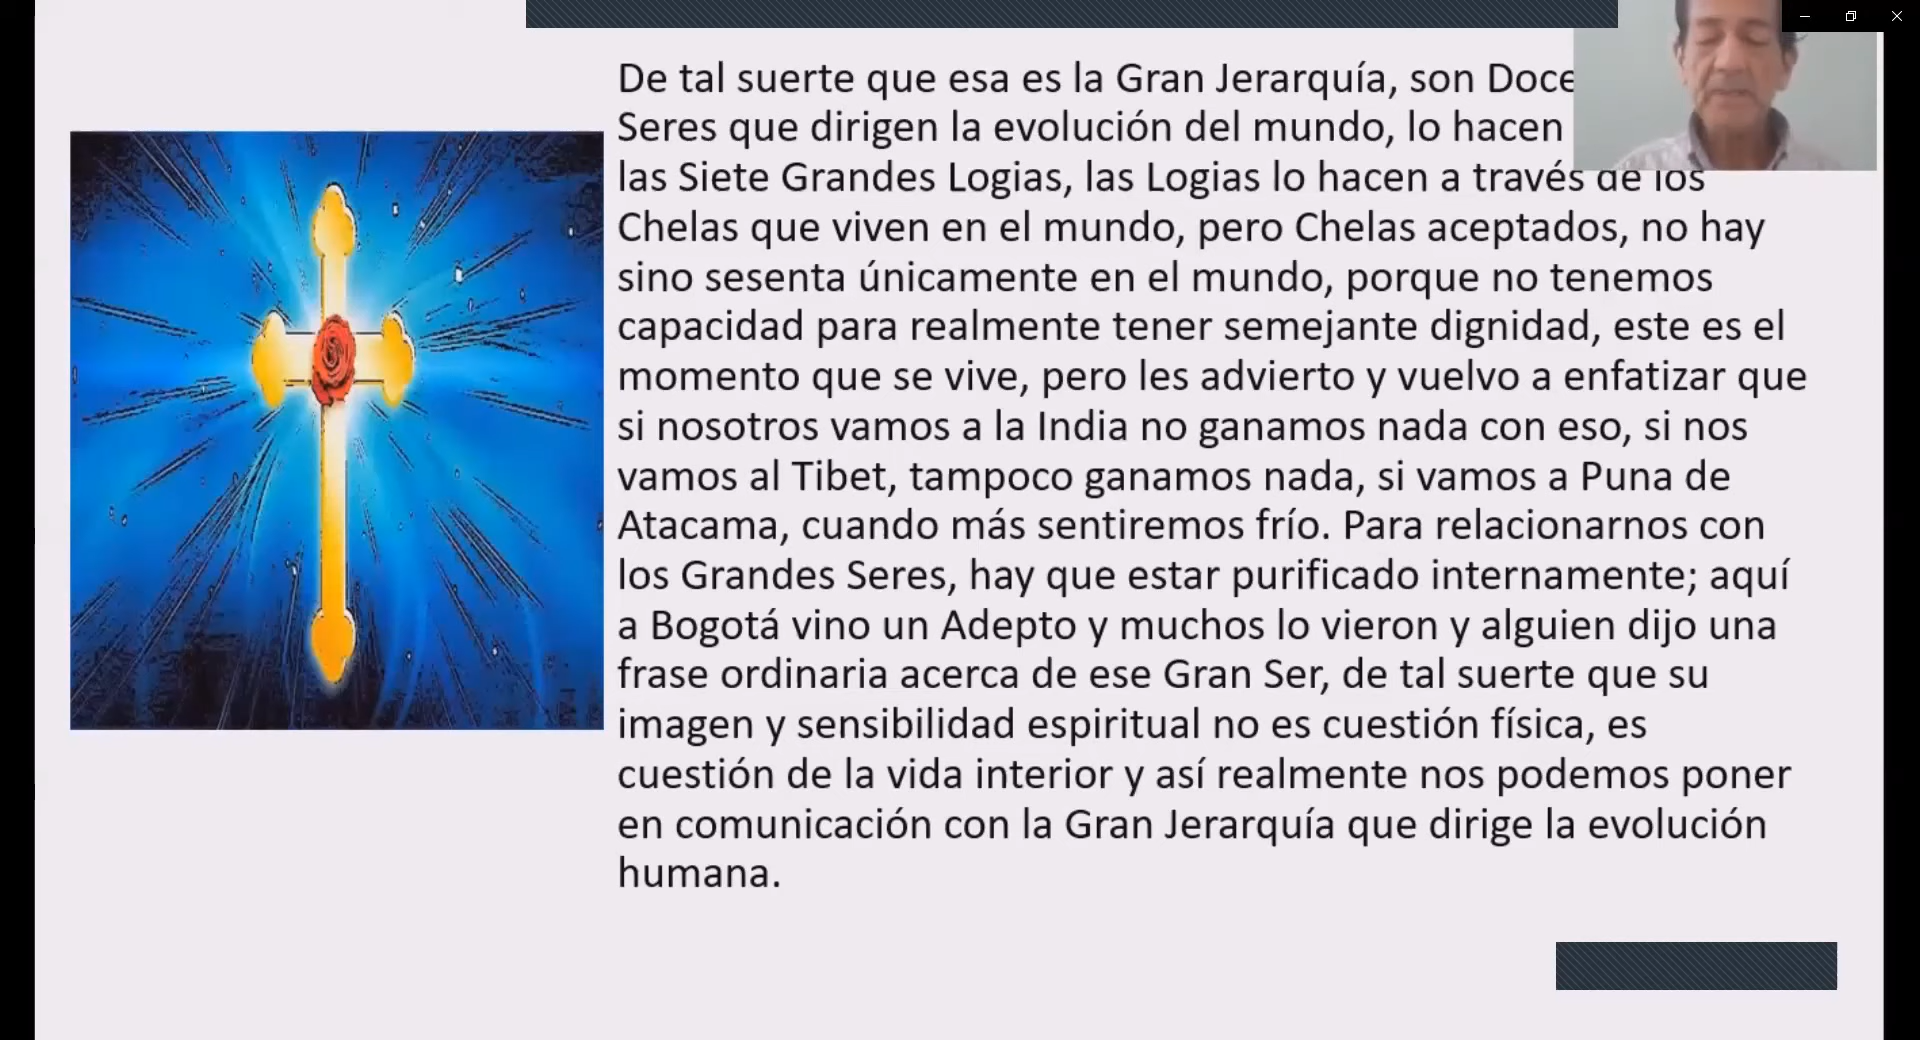 De tal suerte que esa es la Gran Jerarquía, son Doce
Seres que dirigen la evolución del mundo, lo hacen
las Siete Grandes Logias, las Logias lo hacen a través de los
Chelas que viven en el mundo, pero Chelas aceptados, no hay
sino sesenta únicamente en el mundo, porque no tenemos
capacidad para realmente tener semejante dignidad, este es el
momento que se vive, pero les advierto y vuelvo a enfatizar que
si nosotros vamos a la India no ganamos nada con eso, si nos
vamos al Tibet, tampoco ganamos nada, si vamos a Puna de
Atacama, cuando más sentiremos frío. Para relacionarnos con
los Grandes Seres, hay que estar purificado internamente; aquí
a Bogotá vino un Adepto y muchos lo vieron y alguien dijo una
frase ordinaria acerca de ese Gran Ser, de tal suerte que su
imagen y sensibilidad espiritual no es cuestión física, es
cuestión de la vida interior y así realmente nos podemos poner
en comunicación con la Gran Jerarquía que dirige la evolución
humana.